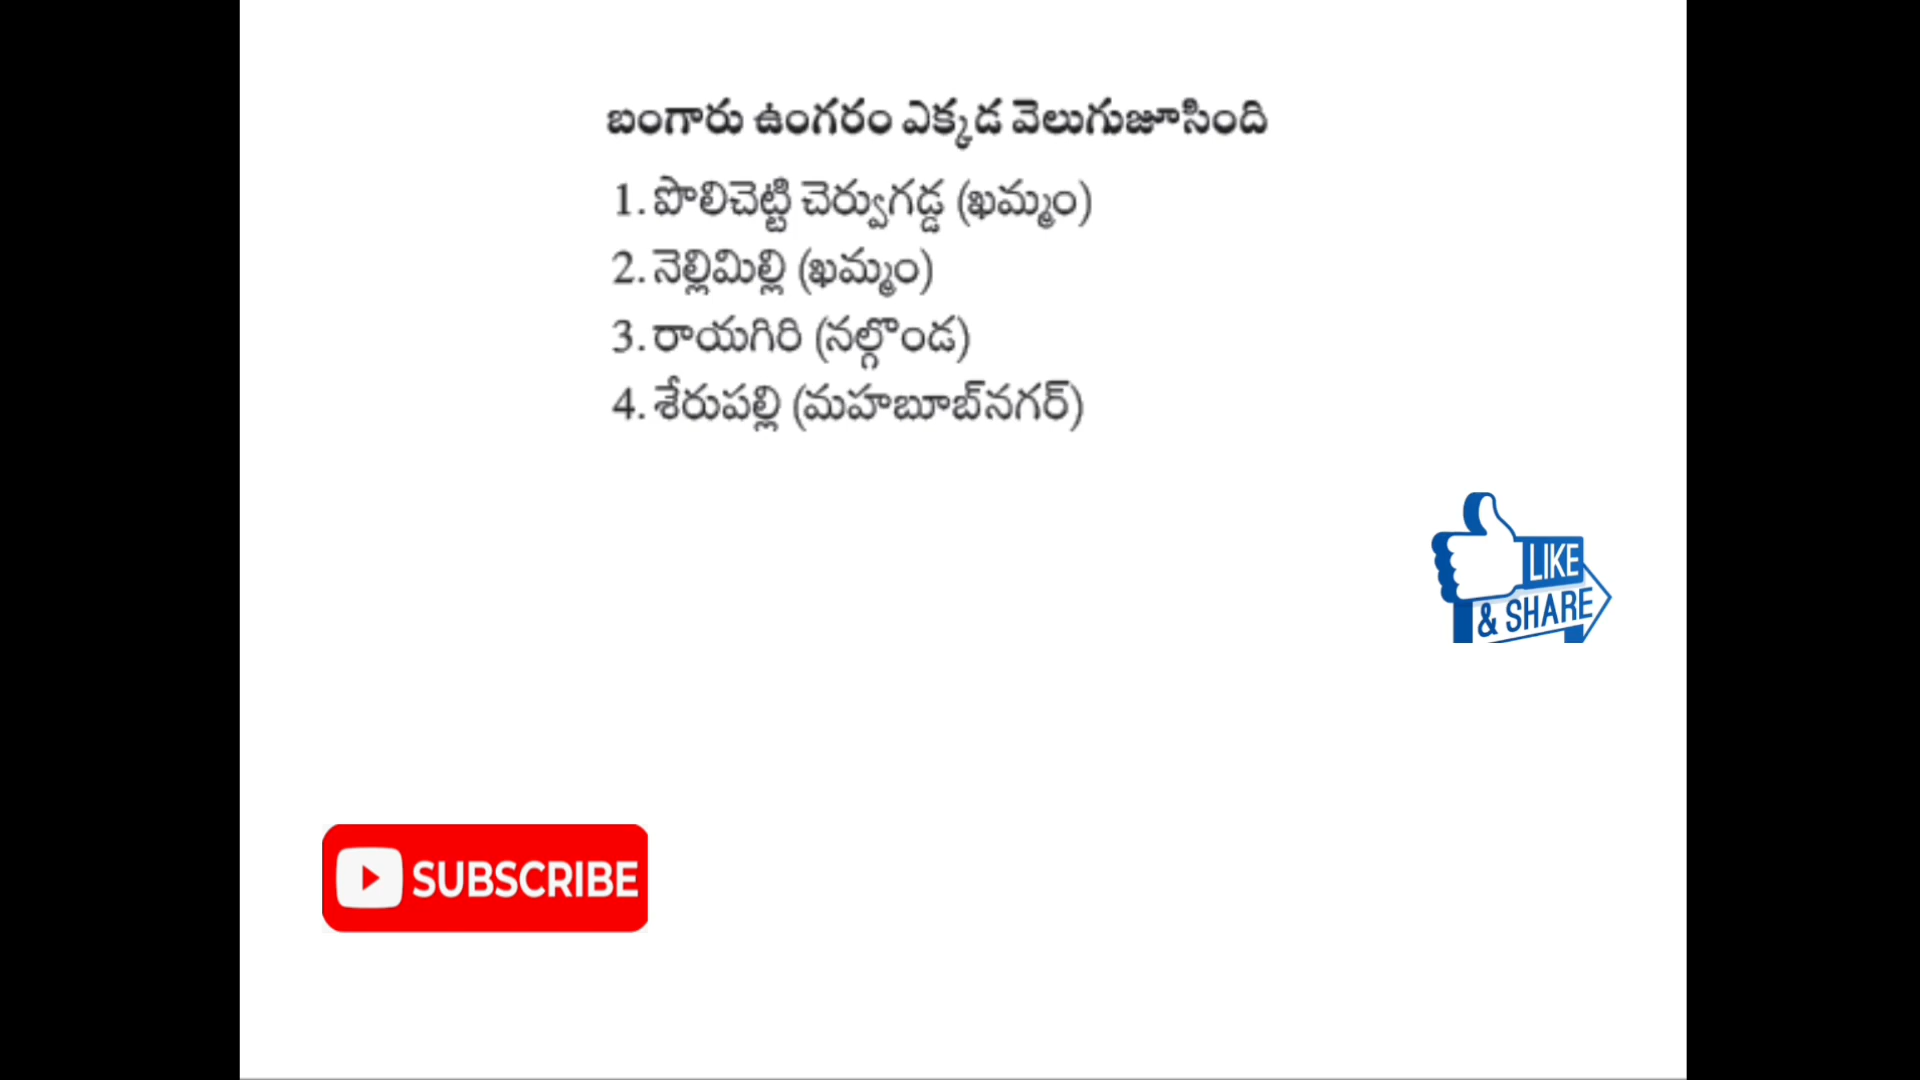 బంగారు ఉంగరం ఎక్కడ వెలుగుజూసింది
1. పొలిచెట్టి చెర్వుగడ్డ (ఖమ్మం)
2. నెల్లిమిల్లి (ఖమ్మం)
3. రాయగిరి (నల్గొండ)
4. శేరుపల్లి (మహబూబ్‌నగర్)
LIKE
& SHARE
SUBSCRIBE